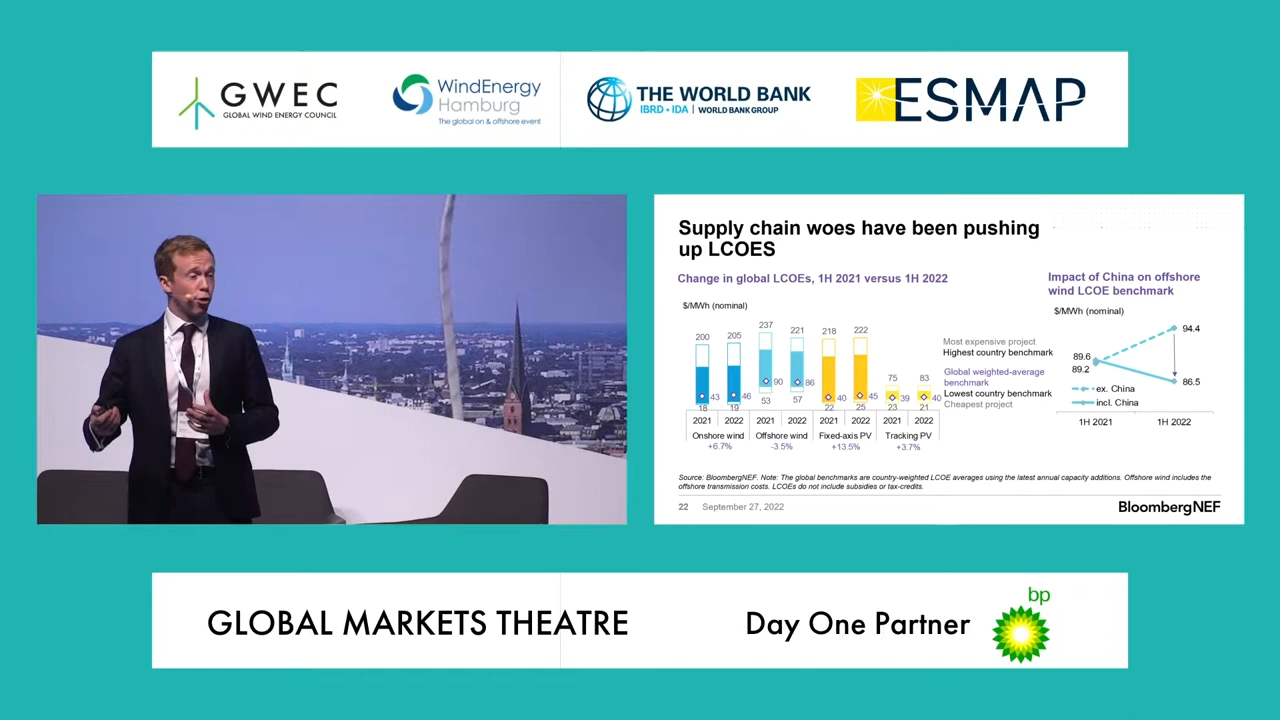 GWEC
GLOBAL WIND ENERGY COUNCIL
WindEnergy
Hamburg
The global on & offshore event
THE WORLD BANK
IBRD • IDA | WORLD BANK GROUP
ESMAP
Supply chain woes have been pushing
up LCOES
Change in global LCOEs, 1H 2021 versus 1H 2022
$/MWh (nominal)
200 205 237 221 218 222 75 83
43 46 90 86 40 45 39 40
18 19 53 57 22 25 23 21
2021 2022 2021 2022 2021 2022 2021 2022
Onshore wind Offshore wind Fixed-axis PV Tracking PV
+6.7% -3.5% +13.5% +3.7%
Most expensive project
Highest country benchmark
Global weighted-average
benchmark
Lowest country benchmark
Cheapest project
Impact of China on offshore
wind LCOE benchmark
$/MWh (nominal)
94.4
89.6
89.2
86.5
ex. China
incl. China
1H 2021 1H 2022
Source: BloombergNEF. Note: The global benchmarks are country-weighted LCOE averages using the latest annual capacity additions. Offshore wind includes the
offshore transmission costs. LCOEs do not include subsidies or tax-credits.
22 September 27, 2022
BloombergNEF
GLOBAL MARKETS THEATRE
Day One Partner
bp